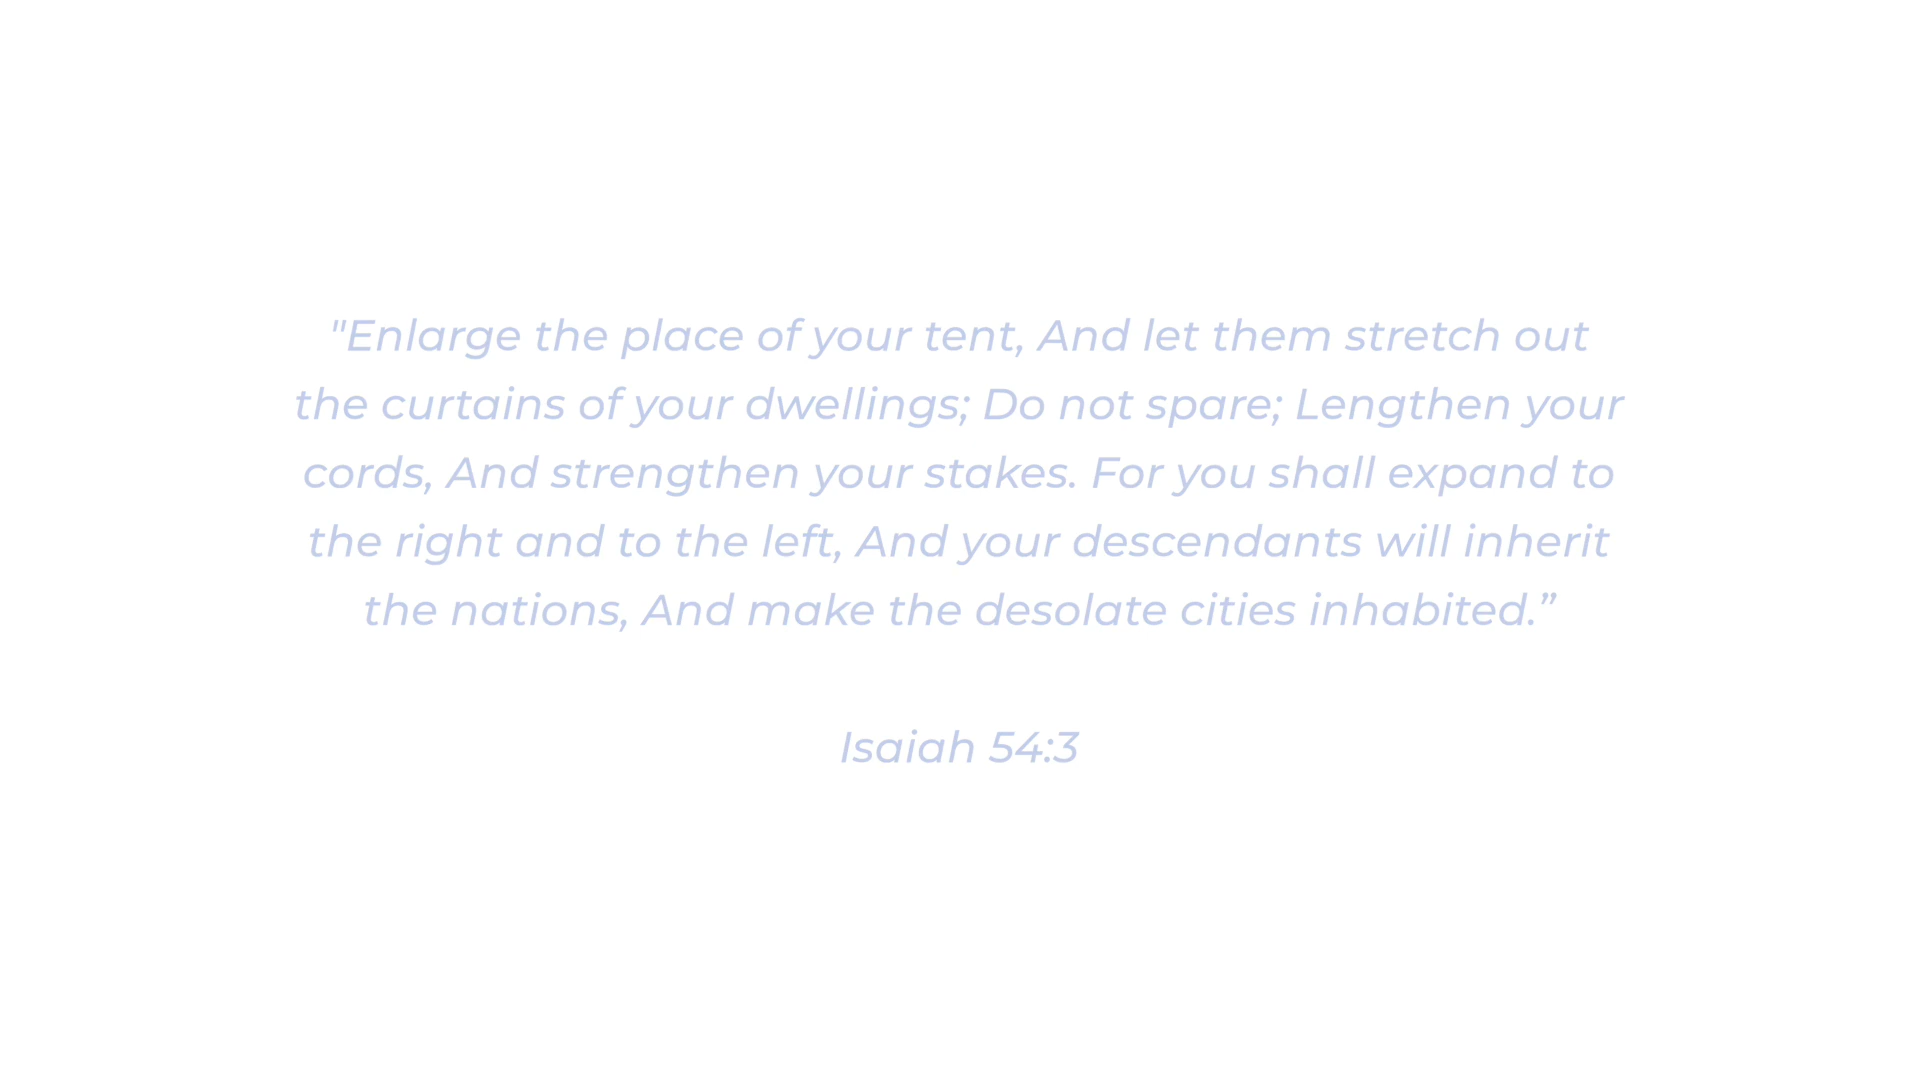 "Enlarge the place of your tent, And let them stretch out
the curtains of your dwellings; Do not spare; Lengthen your
cords, And strengthen your stakes. For you shall expand to
the right and to the left, And your descendants will inherit
the nations, And make the desolate cities inhabited.”
Isaiah 54:3